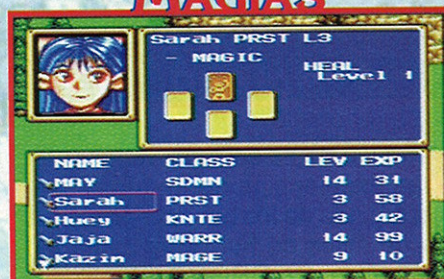 MAGIAS
Sarah PRST L3
- MAGIC
HEAL
Level 1
NAME CLASS LEV EXP
MAY SDMN 14 31
Sarah PRST 3 58
Huey KNTE 3 42
Jaja WARR 14 99
Kazin MAGE 9 10